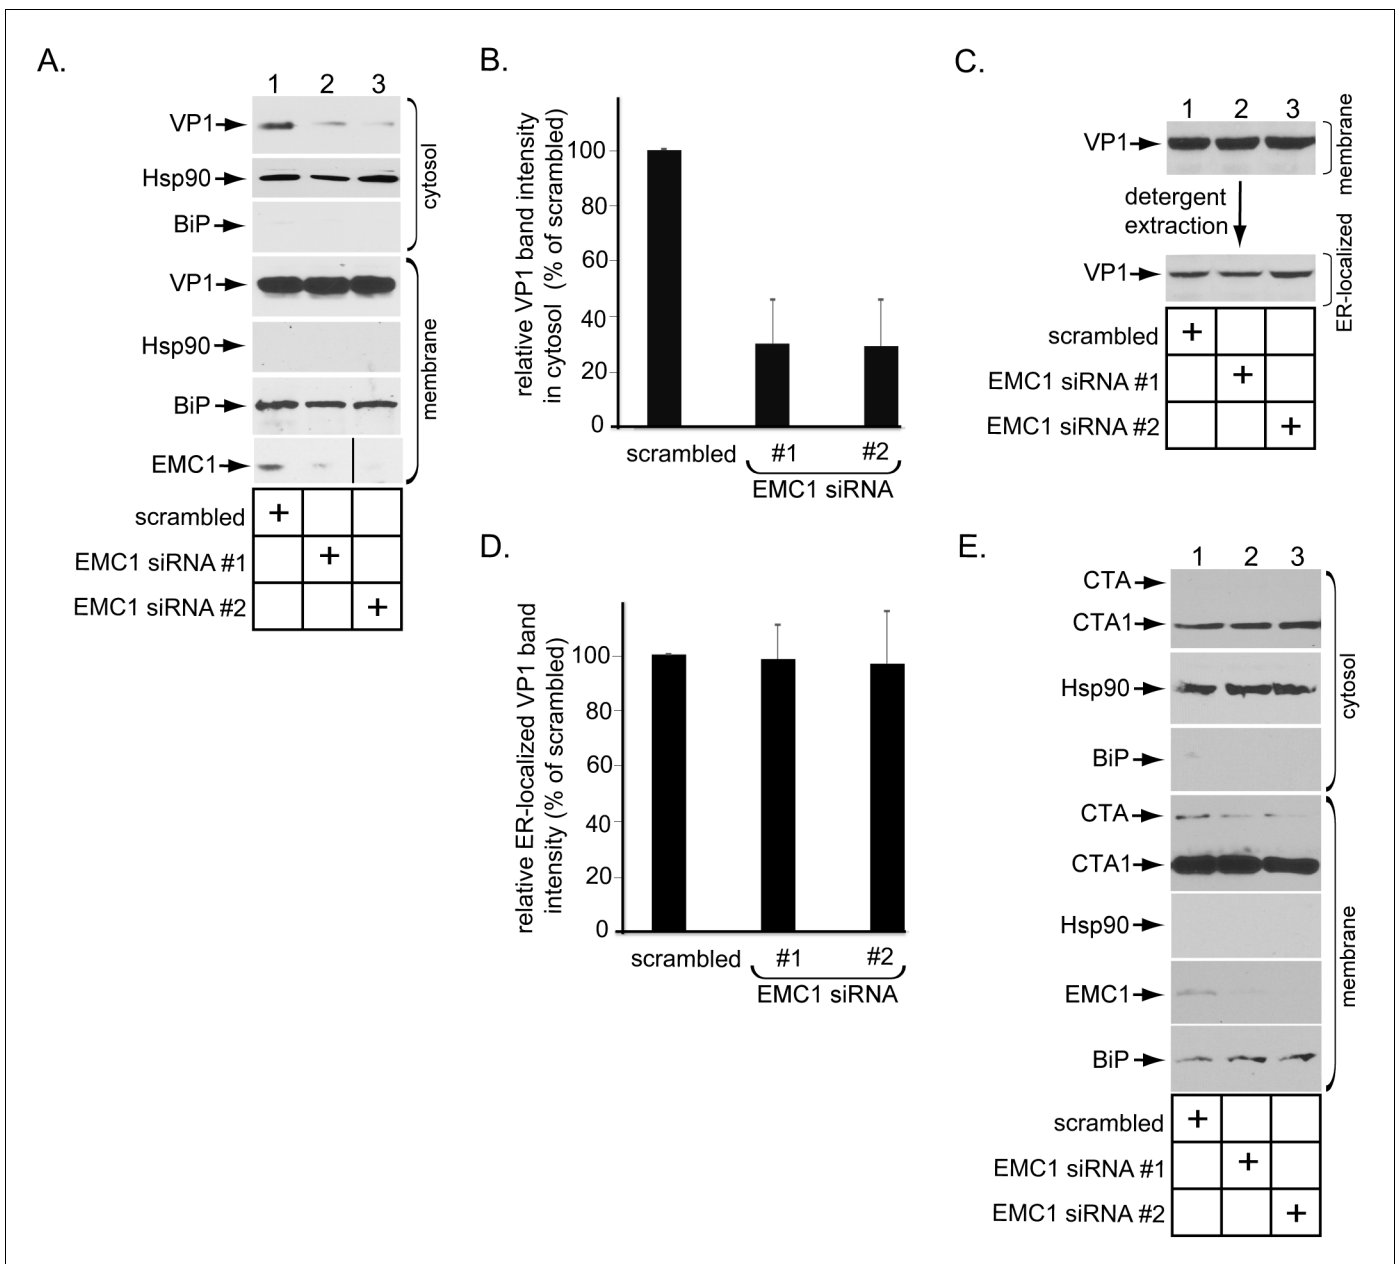 A.
1 2 3
VP1
Hsp90
BiP
cytosol
VP1
Hsp90
BiP
EMC1
membrane
scrambled +
EMC1 siRNA #1 +
EMC1 siRNA #2 +
B.
relative VP1 band intensity
in cytosol (% of scrambled)
100
80
60
40
20
0
scrambled #1 #2
EMC1 siRNA
C.
1 2 3
VP1
membrane
detergent
extraction
VP1
ER-localized
scrambled +
EMC1 siRNA #1 +
EMC1 siRNA #2 +
D.
relative ER-localized VP1 band
intensity (% of scrambled)
100
80
60
40
20
0
scrambled #1 #2
EMC1 siRNA
E.
1 2 3
CTA
CTA1
Hsp90
BiP
cytosol
CTA
CTA1
Hsp90
EMC1
BiP
membrane
scrambled +
EMC1 siRNA #1 +
EMC1 siRNA #2 +